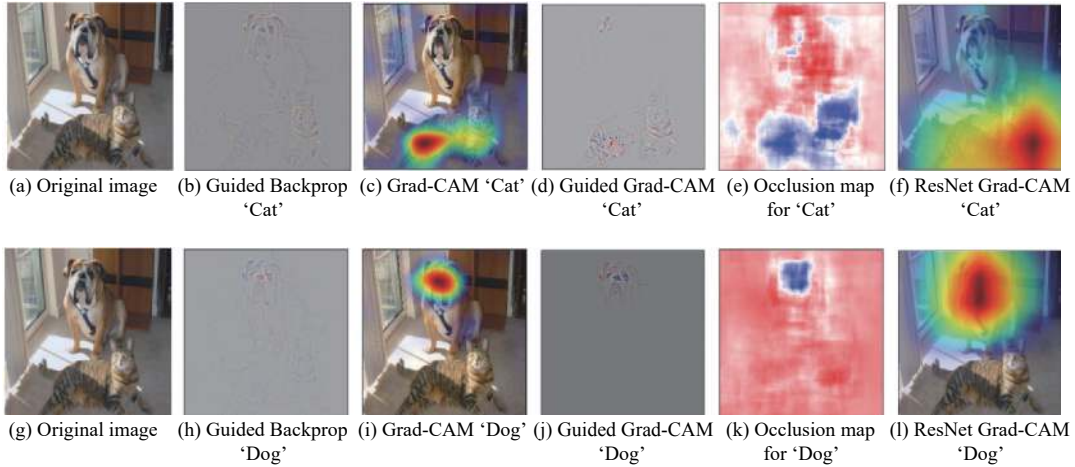 (a) Original image
(b) Guided Backprop
‘Cat’
(c) Grad-CAM ‘Cat’
(d) Guided Grad-CAM
‘Cat’
(e) Occlusion map
for ‘Cat’
(f) ResNet Grad-CAM
‘Cat’
(g) Original image
(h) Guided Backprop
‘Dog’
(i) Grad-CAM ‘Dog’
(j) Guided Grad-CAM
‘Dog’
(k) Occlusion map
for ‘Dog’
(l) ResNet Grad-CAM
‘Dog’